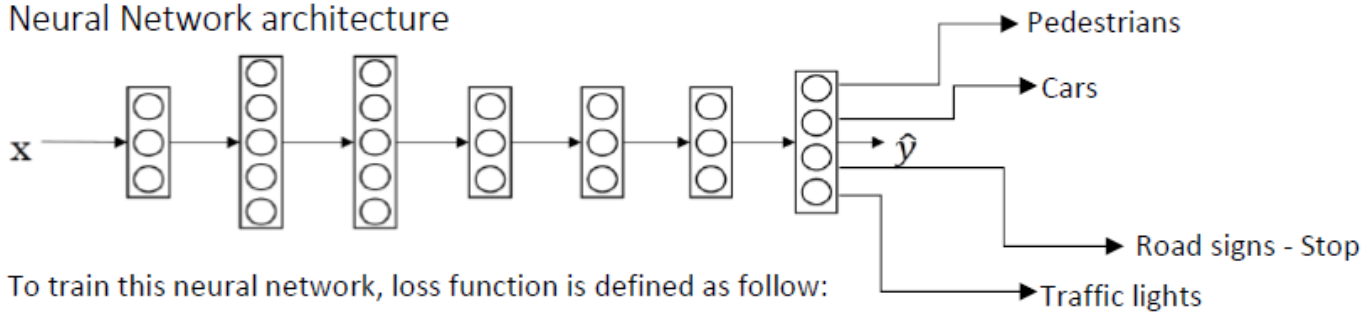 Neural Network architecture
Pedestrians
Cars
x
ŷ
Road signs - Stop
To train this neural network, loss function is defined as follow:
Traffic lights